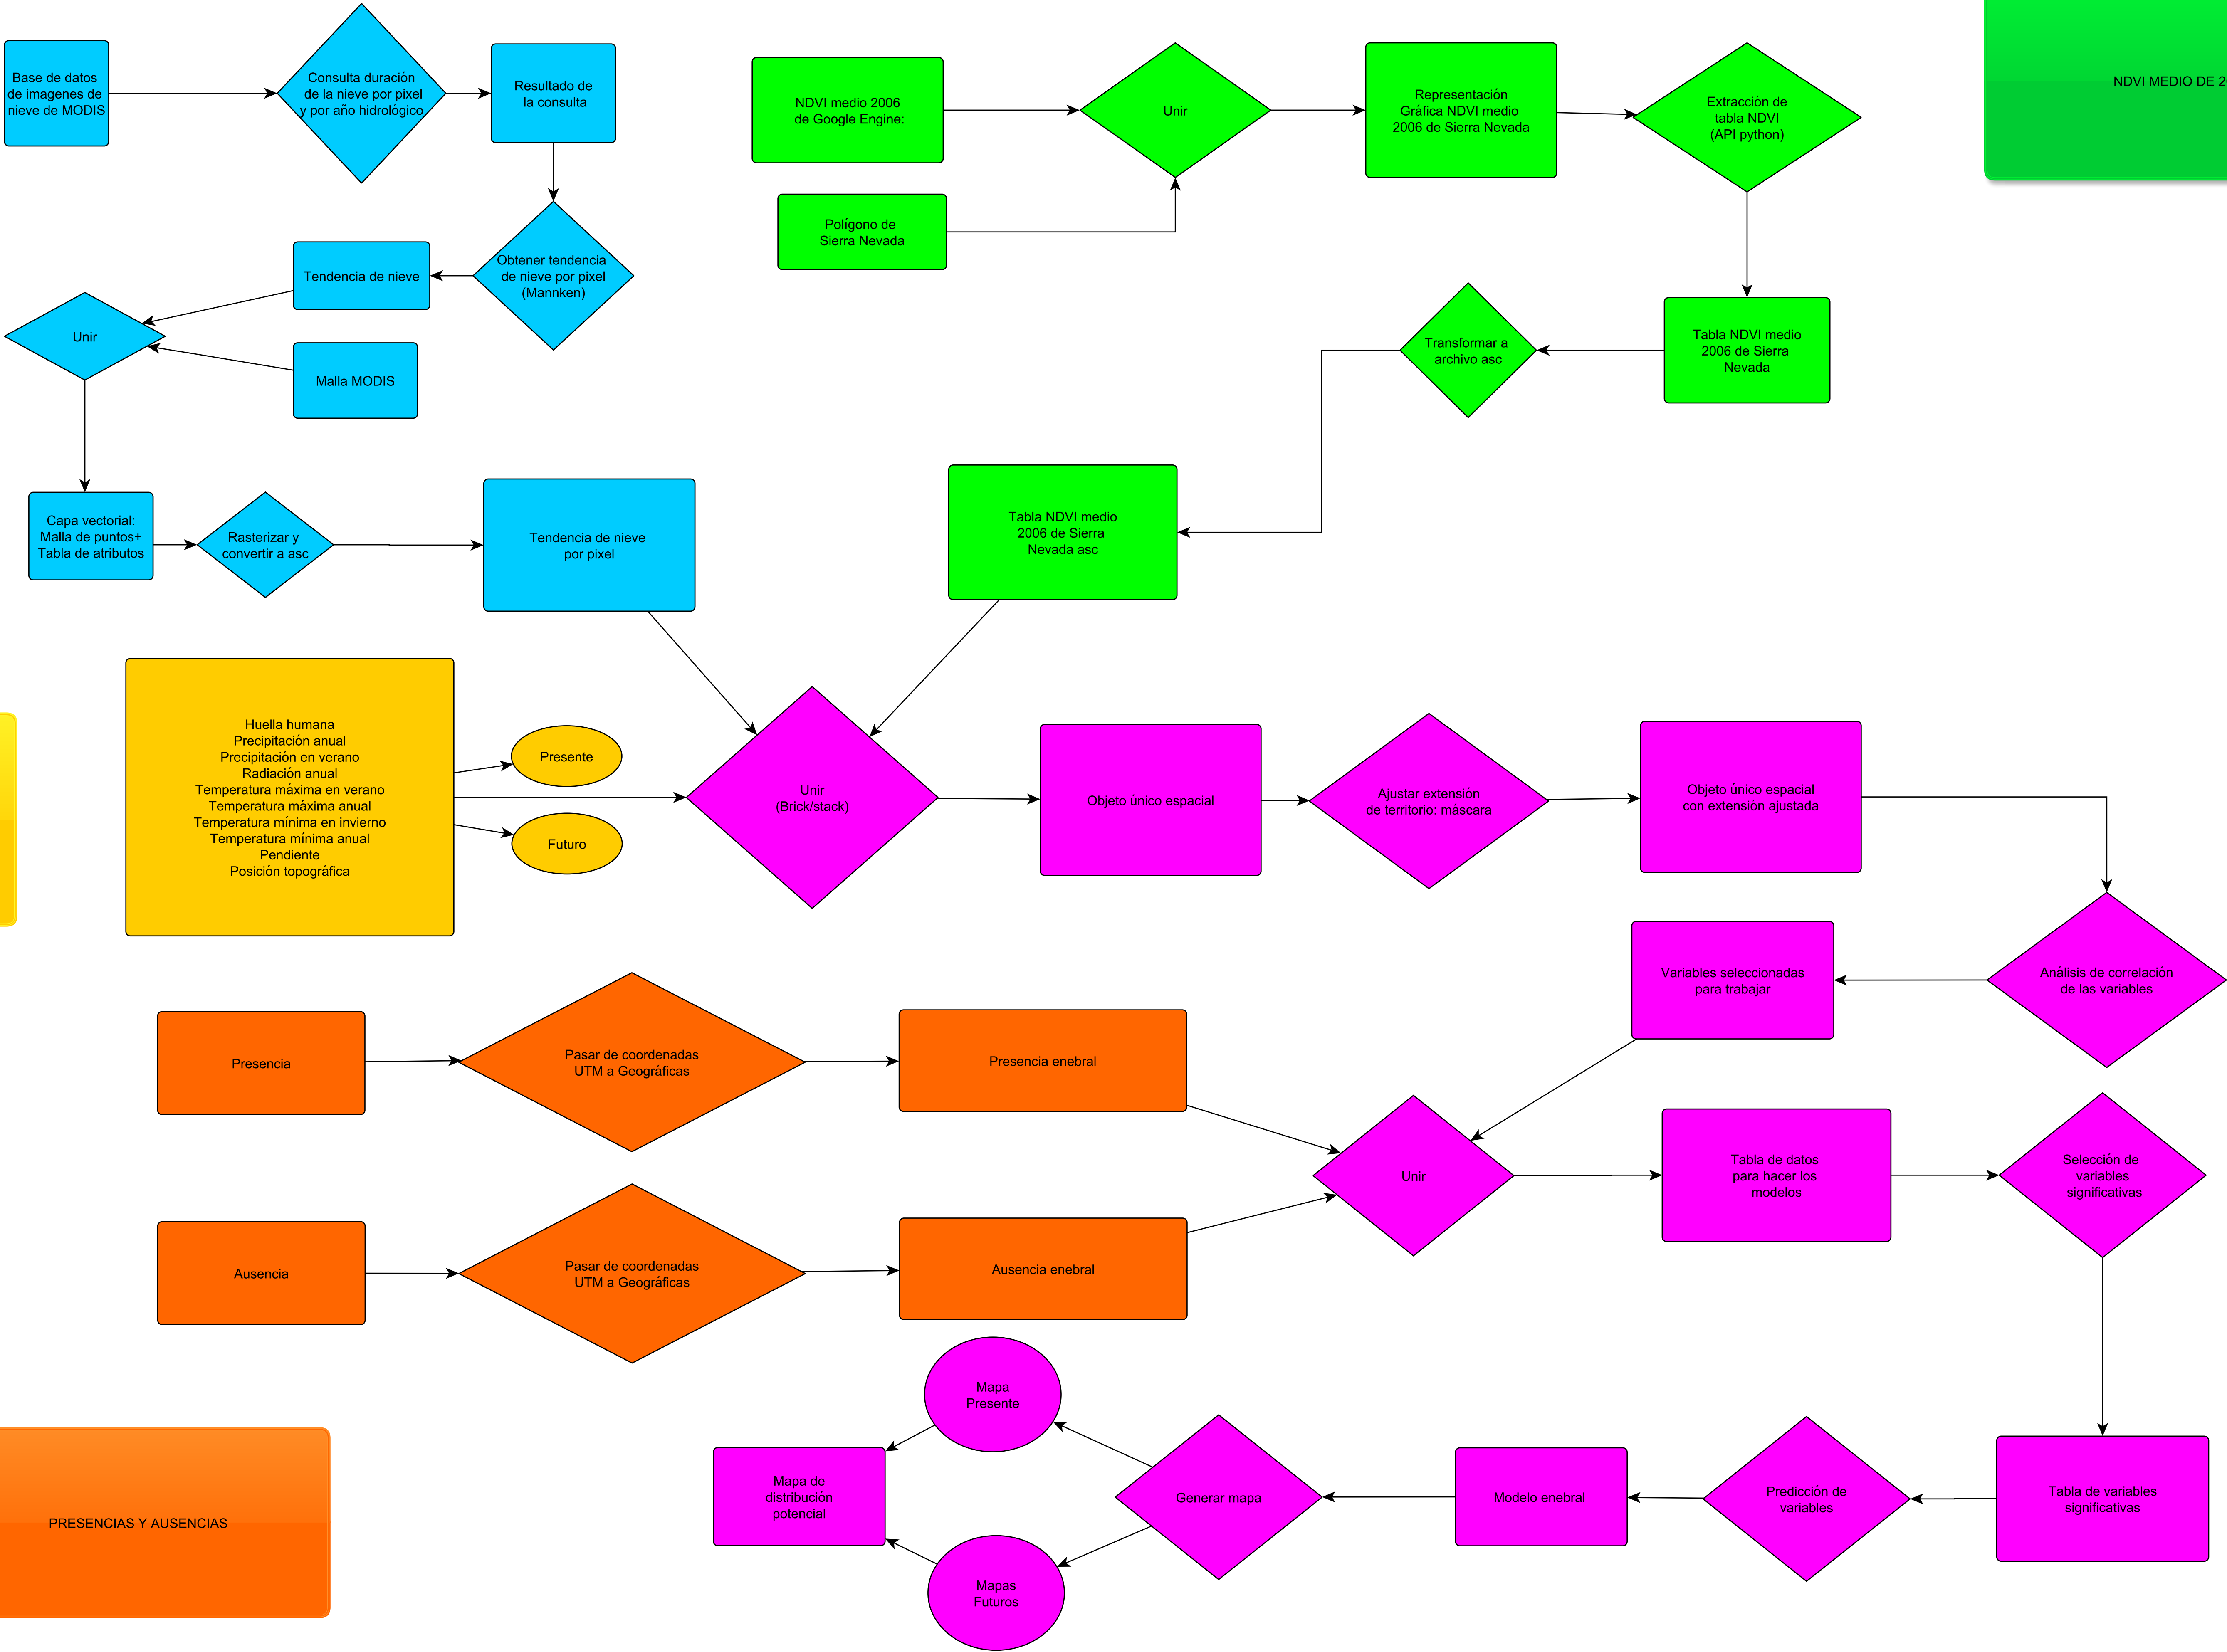 Base de datos
de imagenes de
nieve de MODIS
Consulta duración
de la nieve por pixel
y por año hidrológico
Resultado de
la consulta
Obtener tendencia
de nieve por pixel
(Mannken)
Tendencia de nieve
Unir
Malla MODIS
Capa vectorial:
Malla de puntos+
Tabla de atributos
Rasterizar y
convertir a asc
Tendencia de nieve
por pixel
NDVI medio 2006
de Google Engine:
Unir
Polígono de
Sierra Nevada
Representación
Gráfica NDVI medio
2006 de Sierra Nevada
Extracción de
tabla NDVI
(API python)
NDVI MEDIO DE 2
Tabla NDVI medio
2006 de Sierra
Nevada
Transformar a
archivo asc
Tabla NDVI medio
2006 de Sierra
Nevada asc
Huella humana
Precipitación anual
Precipitación en verano
Radiación anual
Temperatura máxima en verano
Temperatura máxima anual
Temperatura mínima en invierno
Temperatura mínima anual
Pendiente
Posición topográfica
Presente
Futuro
Unir
(Brick/stack)
Objeto único espacial
Ajustar extensión
de territorio: máscara
Objeto único espacial
con extensión ajustada
Análisis de correlación
de las variables
Variables seleccionadas
para trabajar
Presencia
Pasar de coordenadas
UTM a Geográficas
Presencia enebral
Ausencia
Pasar de coordenadas
UTM a Geográficas
Ausencia enebral
Unir
Tabla de datos
para hacer los
modelos
Selección de
variables
significativas
Tabla de variables
significativas
Predicción de
variables
Modelo enebral
Generar mapa
Mapa
Presente
Mapas
Futuros
Mapa de
distribución
potencial
PRESENCIAS Y AUSENCIAS